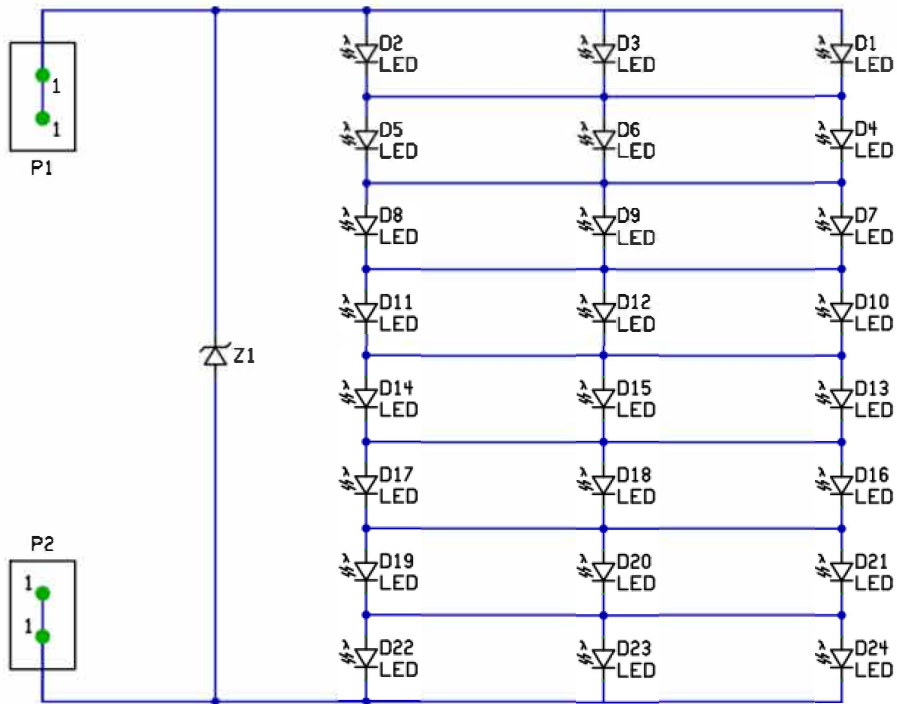 D2 D3 D1
LED LED LED
1
1
P1
D5 D6 D4
LED LED LED
D8 D9 D7
LED LED LED
D11 D12 D10
LED LED LED
Z1
D14 D15 D13
LED LED LED
D17 D18 D16
LED LED LED
P2
1
1
D19 D20 D21
LED LED LED
D22 D23 D24
LED LED LED